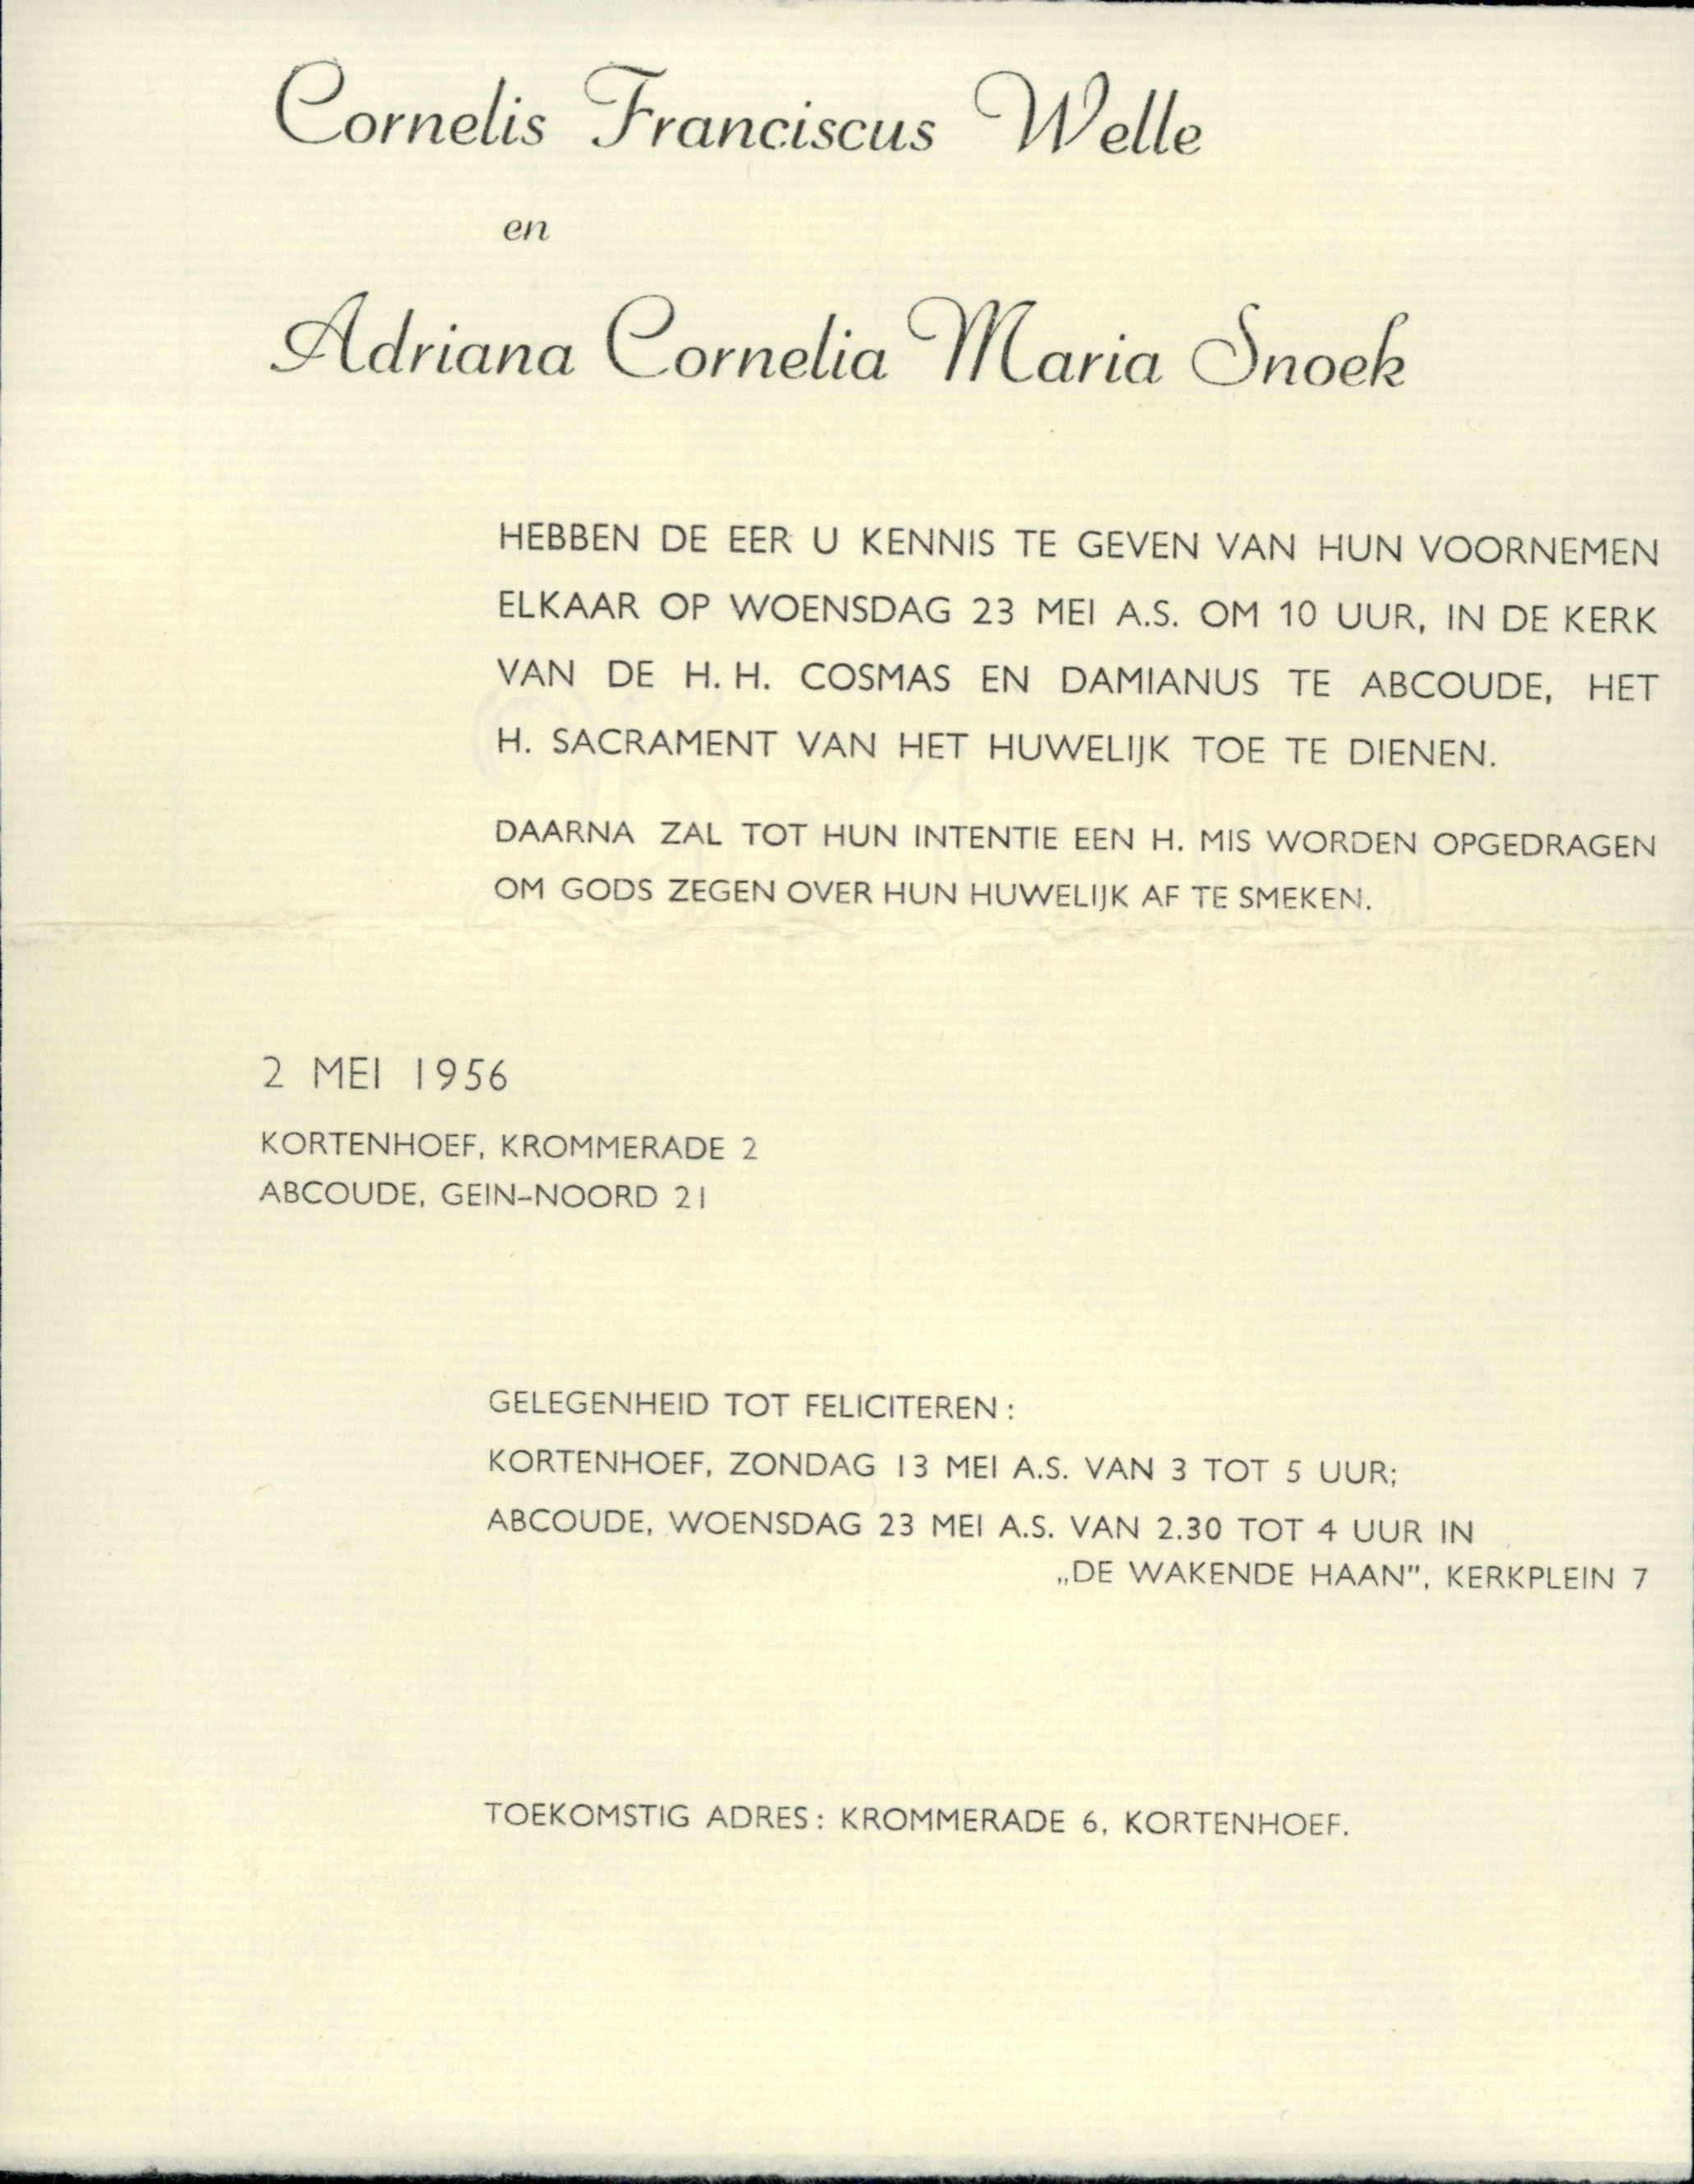 Cornelis Franciscus Welle
en
Adriana Cornelia Maria Snoek
HEBBEN DE EER U KENNIS TE GEVEN VAN HUN VOORNEMEN
ELKAAR OP WOENSDAG 23 MEI A.S. OM 10 UUR, IN DE KERK
VAN DE H. H. COSMAS EN DAMIANUS TE ABCOUDE, HET
H. SACRAMENT VAN HET HUWELIJK TOE TE DIENEN.
DAARNA ZAL TOT HUN INTENTIE EEN H. MIS WORDEN OPGEDRAGEN
OM GODS ZEGEN OVER HUN HUWELIJK AF TE SMEKEN.
2 MEI 1956
KORTENHOEF, KROMMERADE 2
ABCOUDE, GEIN-NOORD 21
GELEGENHEID TOT FELICITEREN :
KORTENHOEF, ZONDAG 13 MEI A.S. VAN 3 TOT 5 UUR;
ABCOUDE, WOENSDAG 23 MEI A.S. VAN 2.30 TOT 4 UUR IN
„DE WAKENDE HAAN", KERKPLEIN 7
TOEKOMSTIG ADRES : KROMMERADE 6, KORTENHOEF.